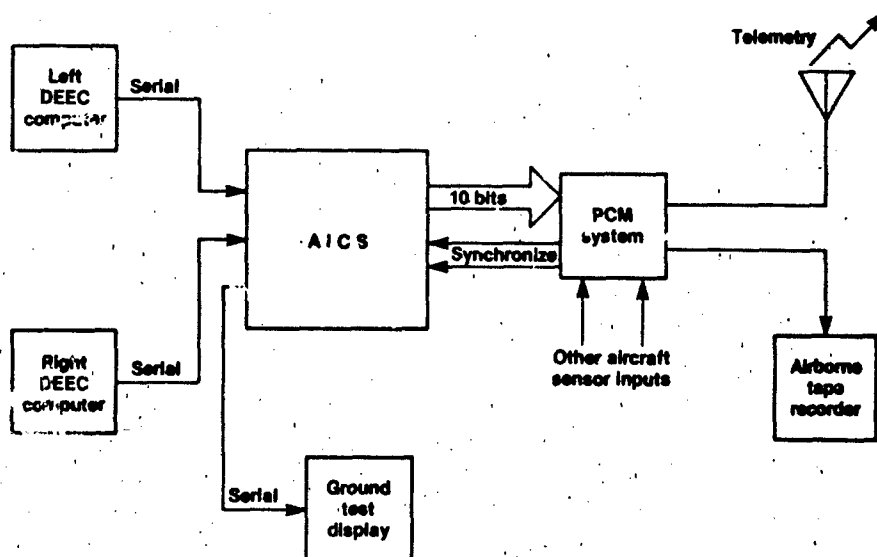 Telemetry
Left
DEEC
computer
Serial
AICS
10 bits
Synchronize
PCM
system
Other aircraft
sensor inputs
Right
DEEC
computer
Serial
Airborne
tape
recorder
Serial
Ground
test
display